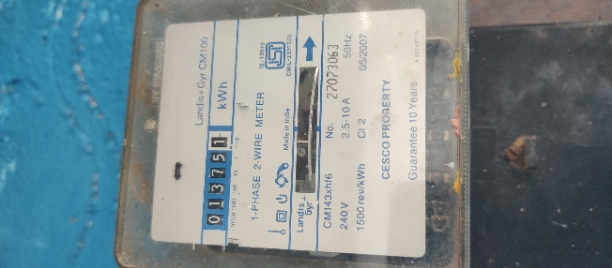 Landis+Gyr CM100
013751 kWh
1-PHASE 2-WIRE METER
Made in India
Landis+
Gyr
CM143xhf6 No. 27073063
240V 2.5-10 A 50Hz
1500 rev/kWh Cl 2 05/2007
CESCO PROPERTY
Guarantee 10 Years